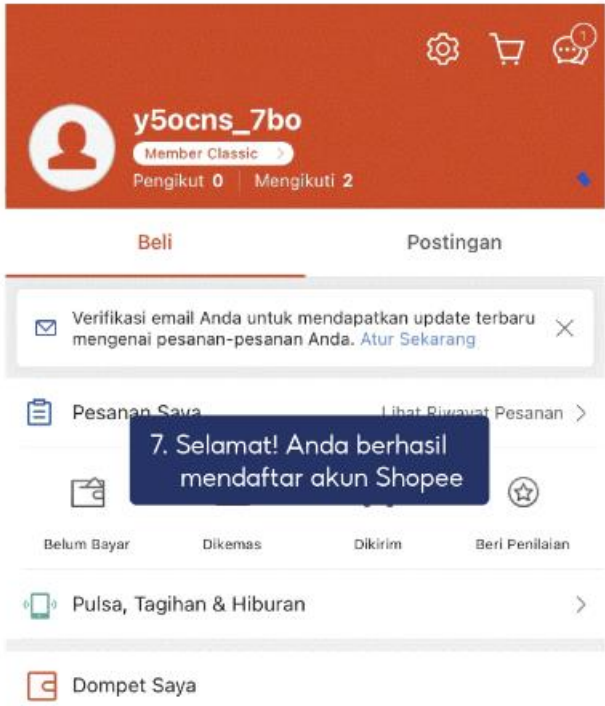 1
y5ocns_7bo
Member Classic >
Pengikut 0 | Mengikuti 2
Beli
Postingan
Verifikasi email Anda untuk mendapatkan update terbaru
mengenai pesanan-pesanan Anda. Atur Sekarang
Pesanan Saya
Lihat Riwayat Pesanan >
7. Selamat! Anda berhasil
mendaftar akun Shopee
Belum Bayar
Dikemas
Dikirim
Beri Penilaian
Pulsa, Tagihan & Hiburan >
Dompet Saya